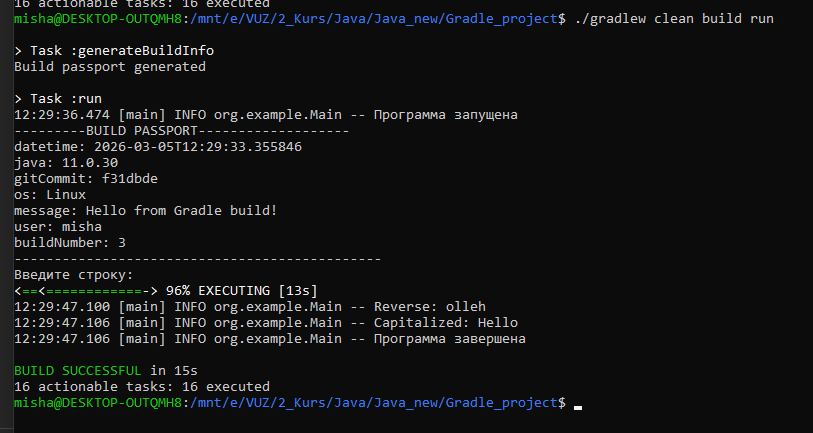 16 actionable tasks: 16 executed
misha@DESKTOP-OUTQMH8:/mnt/e/VUZ/2_Kurs/Java/Java_new/Gradle_project$ ./gradlew clean build run
> Task :generateBuildInfo
Build passport generated
> Task :run
12:29:36.474 [main] INFO org.example.Main -- Программа запущена
---------BUILD PASSPORT-------------------
datetime: 2026-03-05T12:29:33.355846
java: 11.0.30
gitCommit: f31dbde
os: Linux
message: Hello from Gradle build!
user: misha
buildNumber: 3
----------------------------------------------
Введите строку:
<==<============-> 96% EXECUTING [13s]
12:29:47.100 [main] INFO org.example.Main -- Reverse: olleh
12:29:47.106 [main] INFO org.example.Main -- Capitalized: Hello
12:29:47.106 [main] INFO org.example.Main -- Программа завершена
BUILD SUCCESSFUL in 15s
16 actionable tasks: 16 executed
misha@DESKTOP-OUTQMH8:/mnt/e/VUZ/2_Kurs/Java/Java_new/Gradle_project$